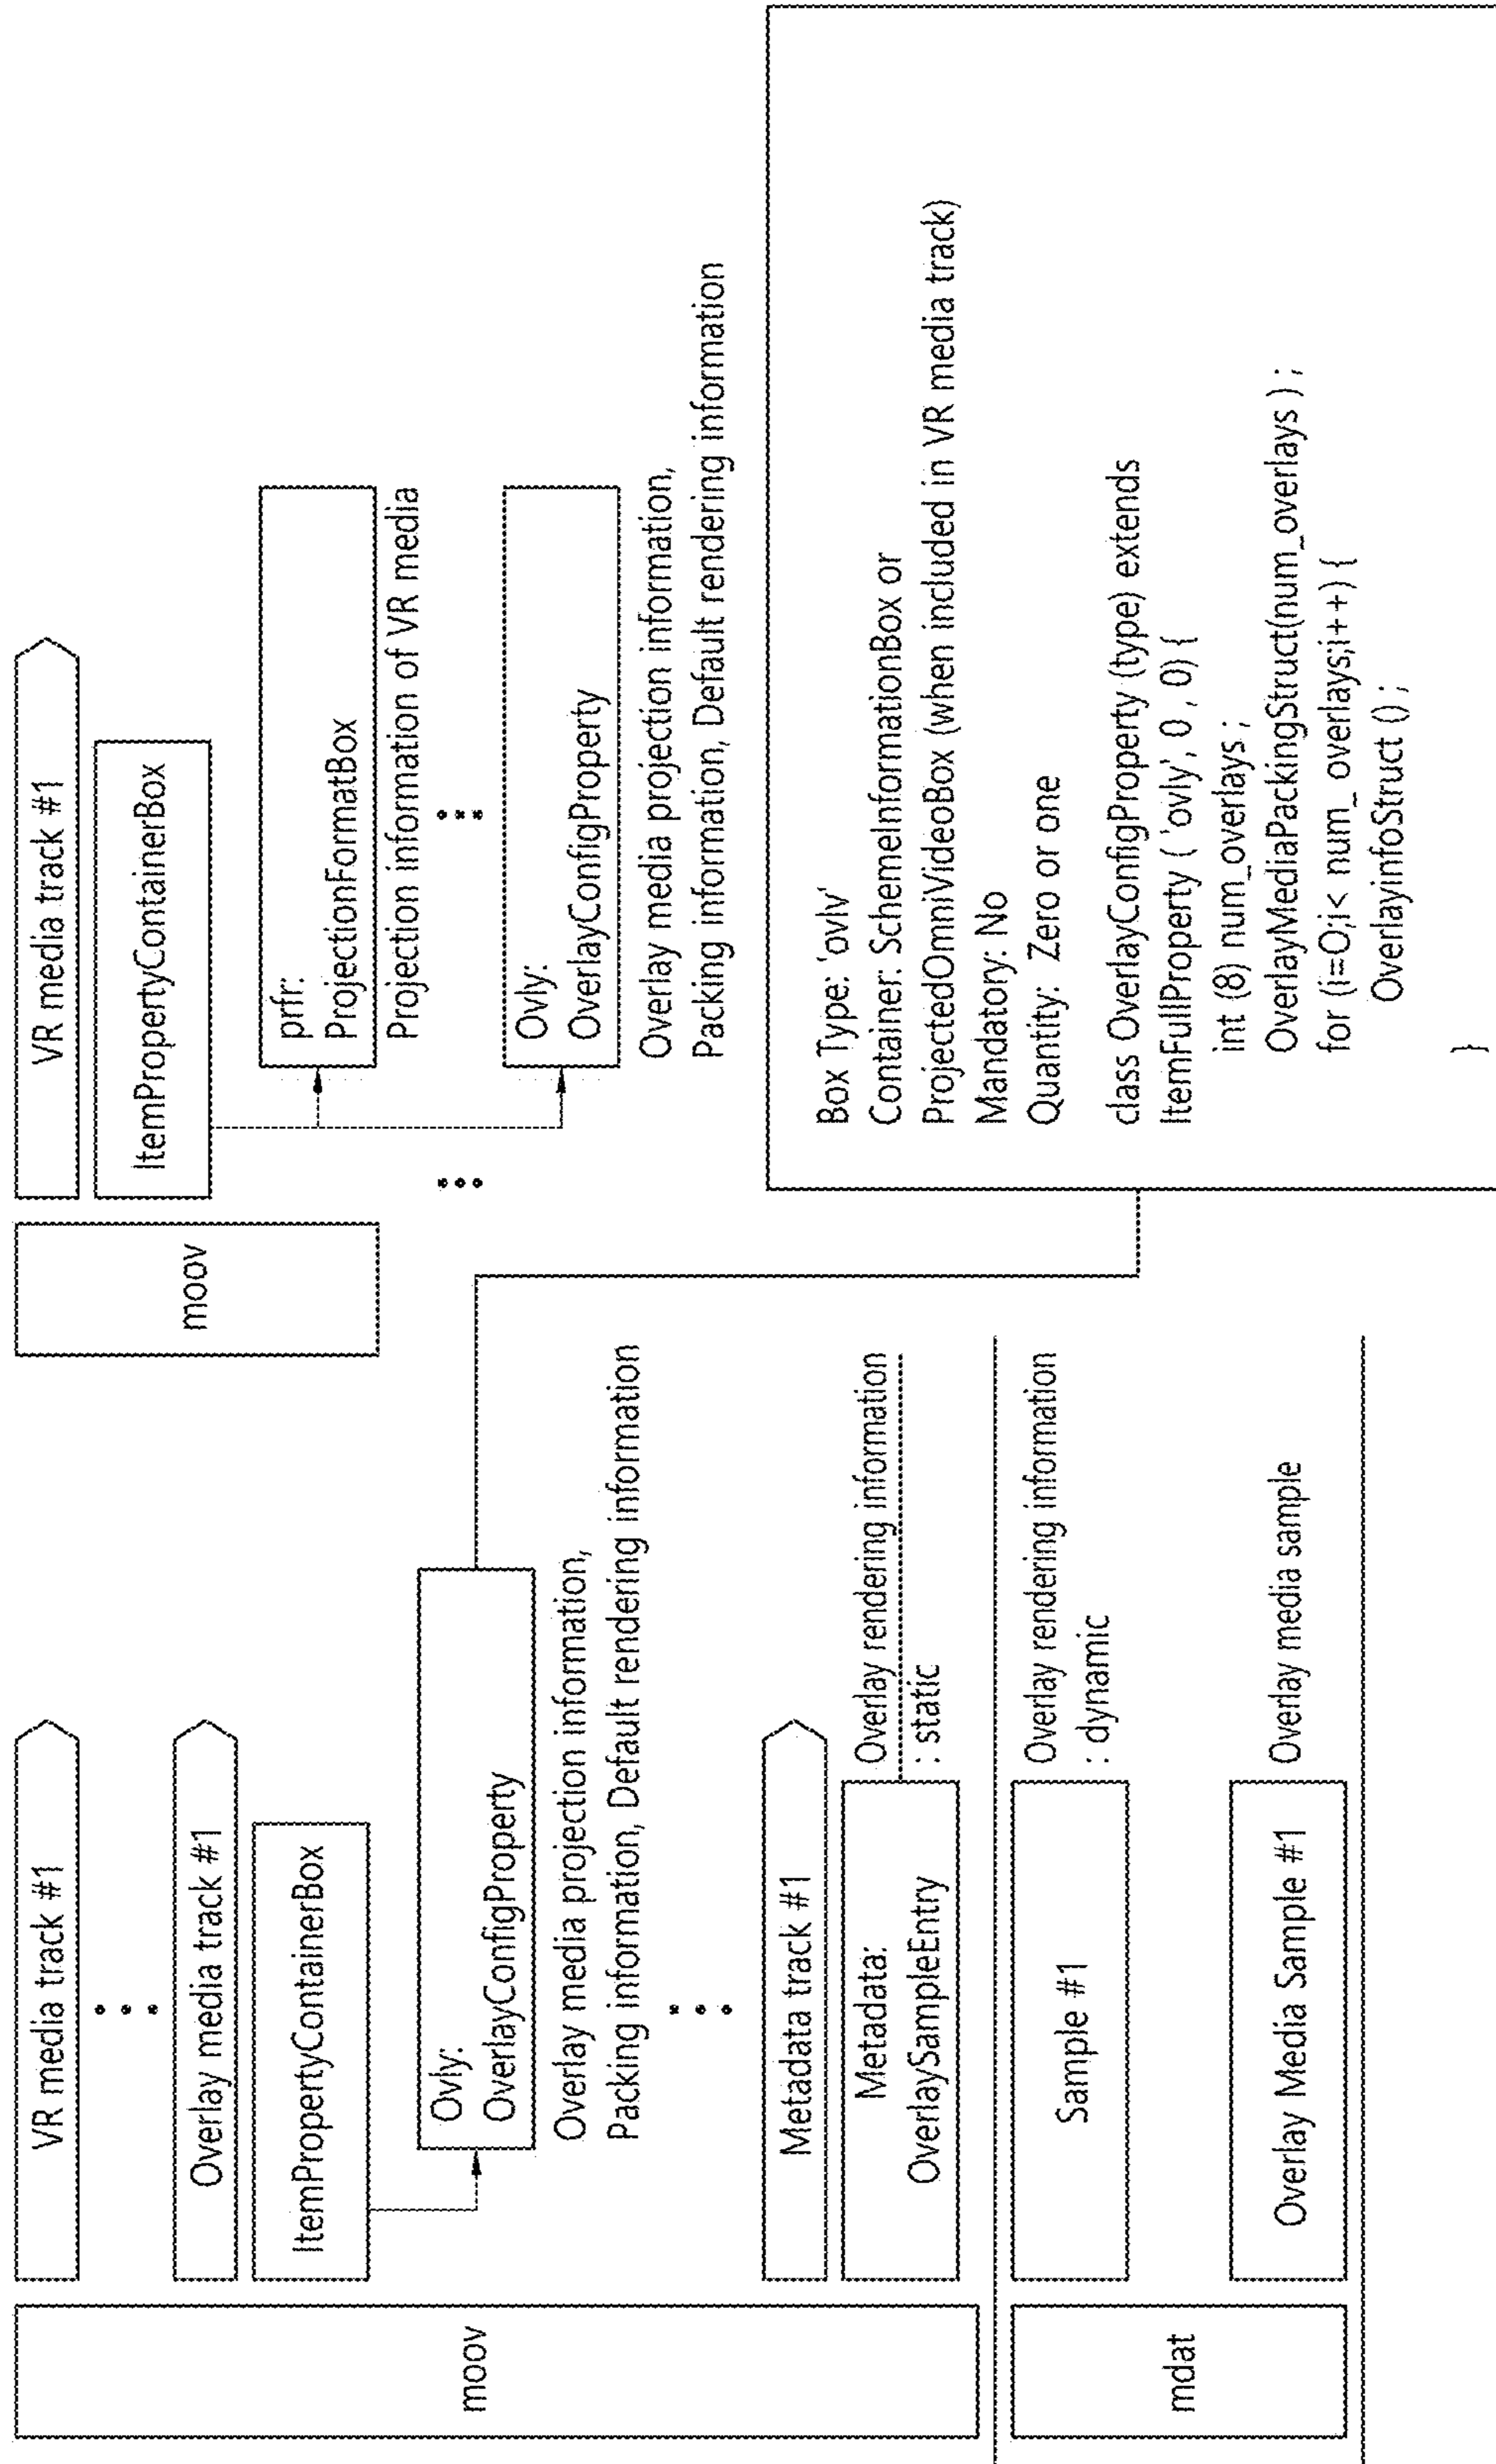 VR media track #1
Overlay media track #1
ItemPropertyContainerBox
Ovly:
OverlayConfigProperty
Overlay media projection information,
Packing information, Default rendering information
moov
Metadata track #1
Metadata:
OverlaySampleEntry
Overlay rendering information
: static
mdat
Sample #1
Overlay rendering information
: dynamic
Overlay Media Sample #1
Overlay media sample
moov
VR media track #1
ItemPropertyContainerBox
prfr:
ProjectionFormatBox
Projection information of VR media
Ovly:
OverlayConfigProperty
Overlay media projection information,
Packing information, Default rendering information
Box Type: 'ovlv'
Container: SchemeInformationBox or
ProjectedOmniVideoBox (when included in VR media track)
Mandatory: No
Quantity: Zero or one
class OverlayConfigProperty (type) extends
ItemFullProperty ( 'ovly', 0 , 0) {
int (8) num_overlays ;
OverlayMediaPackingStruct(num_overlays ) ;
for (i=O;i< num_ overlays;i++) {
OverlayinfoStruct () ;
}